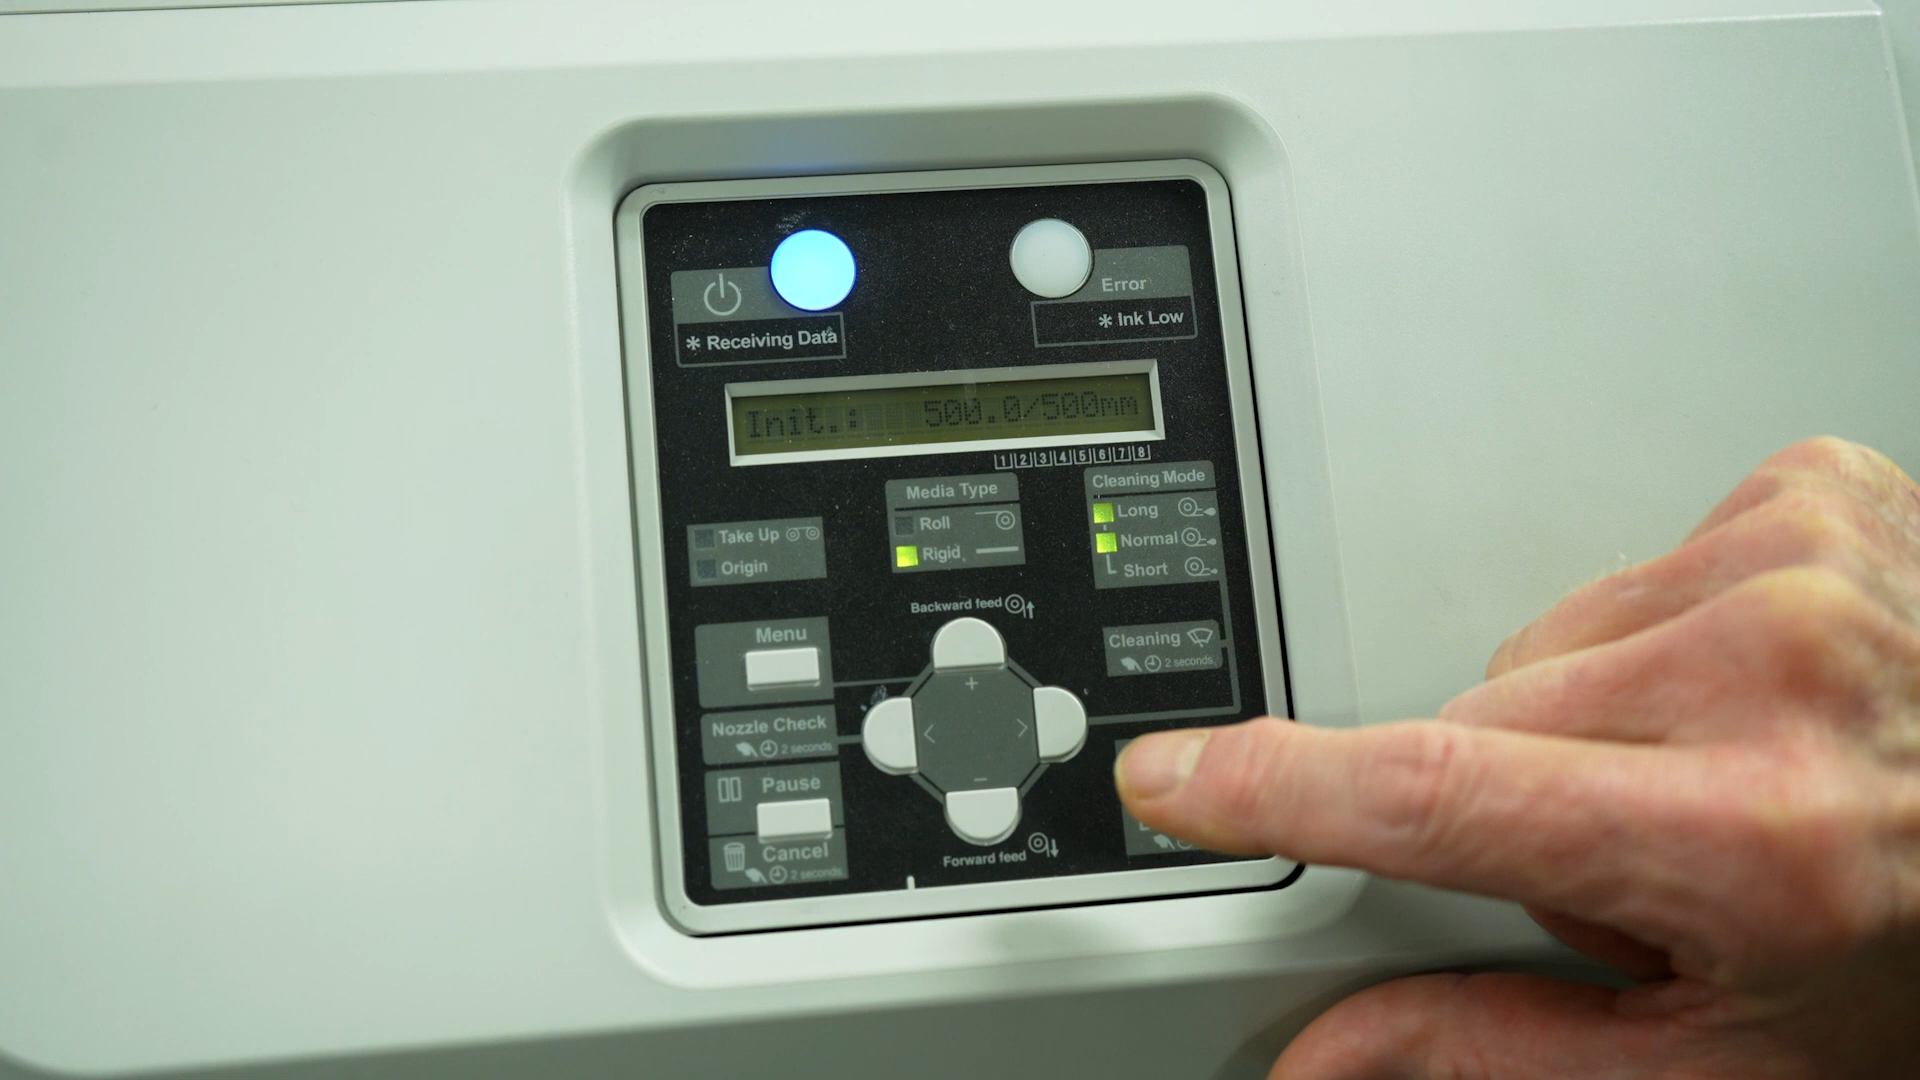 Error
* Receiving Data
* Ink Low
Init.: 500.0/500mm
1 2 3 4 5 6 7 8
Media Type
Roll
Rigid
Cleaning Mode
Long
Normal
Short
Take Up
Origin
Backward feed
Menu
Cleaning
2 seconds
+
Nozzle Check
2 seconds
< >
-
Pause
Cancel
2 seconds
Forward feed